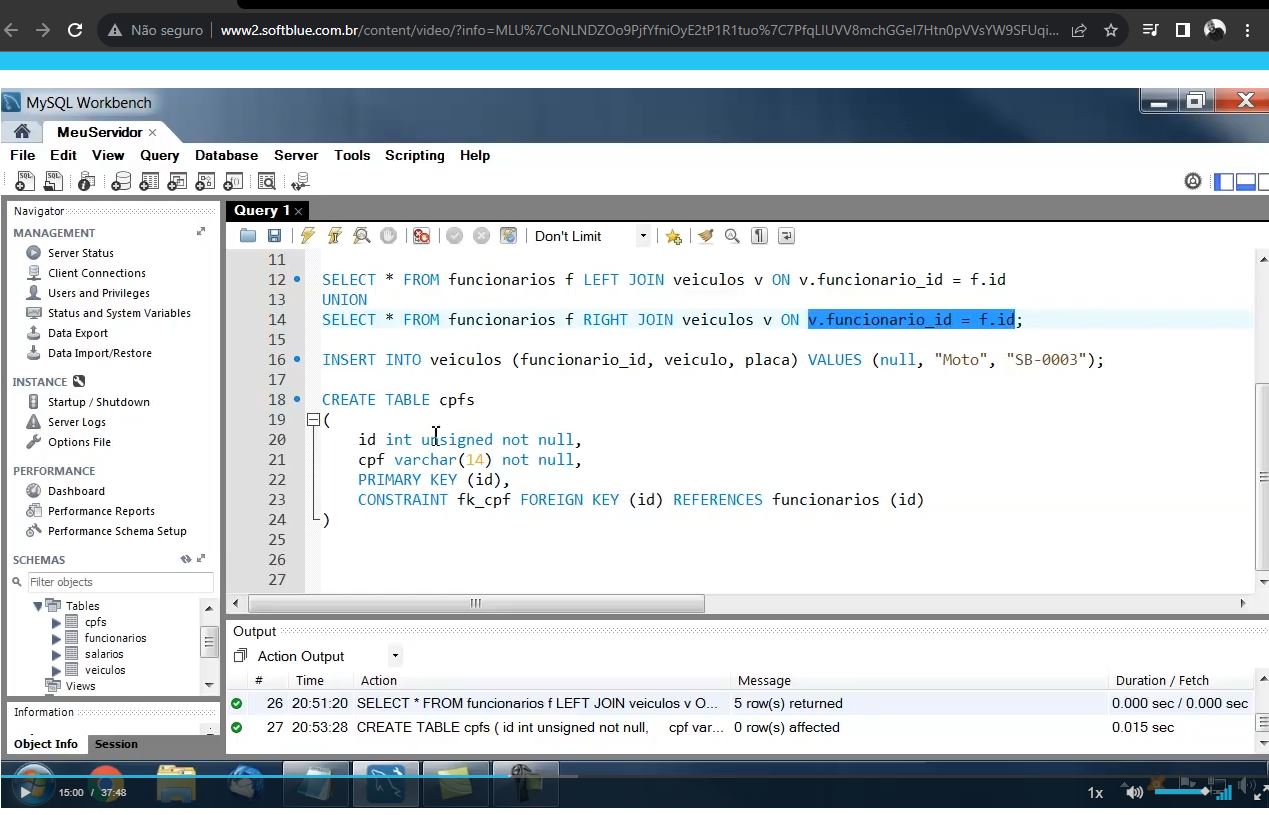 Não seguro
www2.softblue.com.br/content/video/?info=MLU%7CoNLNDZOo9PjfYfniOyE2tP1R1tuo%7C7PfqLIUVV8mchGGel7Htn0pVVsYW9SFUqi...
MySQL Workbench
MeuServidor
File Edit View Query Database Server Tools Scripting Help
Navigator
MANAGEMENT
Server Status
Client Connections
Users and Privileges
Status and System Variables
Data Export
Data Import/Restore
INSTANCE
Startup / Shutdown
Server Logs
Options File
PERFORMANCE
Dashboard
Performance Reports
Performance Schema Setup
SCHEMAS
Filter objects
Tables
cpfs
funcionarios
salarios
veiculos
Views
Information
Object Info Session
Query 1
Don't Limit
11
12 SELECT * FROM funcionarios f LEFT JOIN veiculos v ON v.funcionario_id = f.id
13 UNION
14 SELECT * FROM funcionarios f RIGHT JOIN veiculos v ON v.funcionario_id = f.id;
15
16 INSERT INTO veiculos (funcionario_id, veiculo, placa) VALUES (null, "Moto", "SB-0003");
17
18 CREATE TABLE cpfs
19 (
20 id int unsigned not null,
21 cpf varchar(14) not null,
22 PRIMARY KEY (id),
23 CONSTRAINT fk_cpf FOREIGN KEY (id) REFERENCES funcionarios (id)
24 )
25
26
27
Output
Action Output
# Time Action Message Duration / Fetch
26 20:51:20 SELECT * FROM funcionarios f LEFT JOIN veiculos v O... 5 row(s) returned 0.000 sec / 0.000 sec
27 20:53:28 CREATE TABLE cpfs ( id int unsigned not null, cpf var... 0 row(s) affected 0.015 sec
15:00 / 37:48
1x